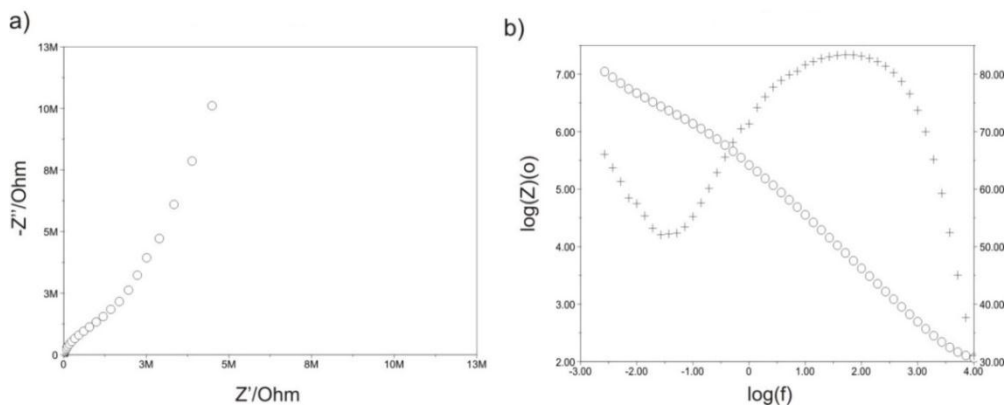 a)
13M
10M
8M
5M
3M
0
-Z''/Ohm
0
3M
5M
8M
10M
13M
Z'/Ohm
b)
7.00
6.00
5.00
4.00
3.00
2.00
log(Z)(o)
80.00
70.00
60.00
50.00
40.00
30.00
-3.00
-2.00
-1.00
0
1.00
2.00
3.00
4.00
log(f)